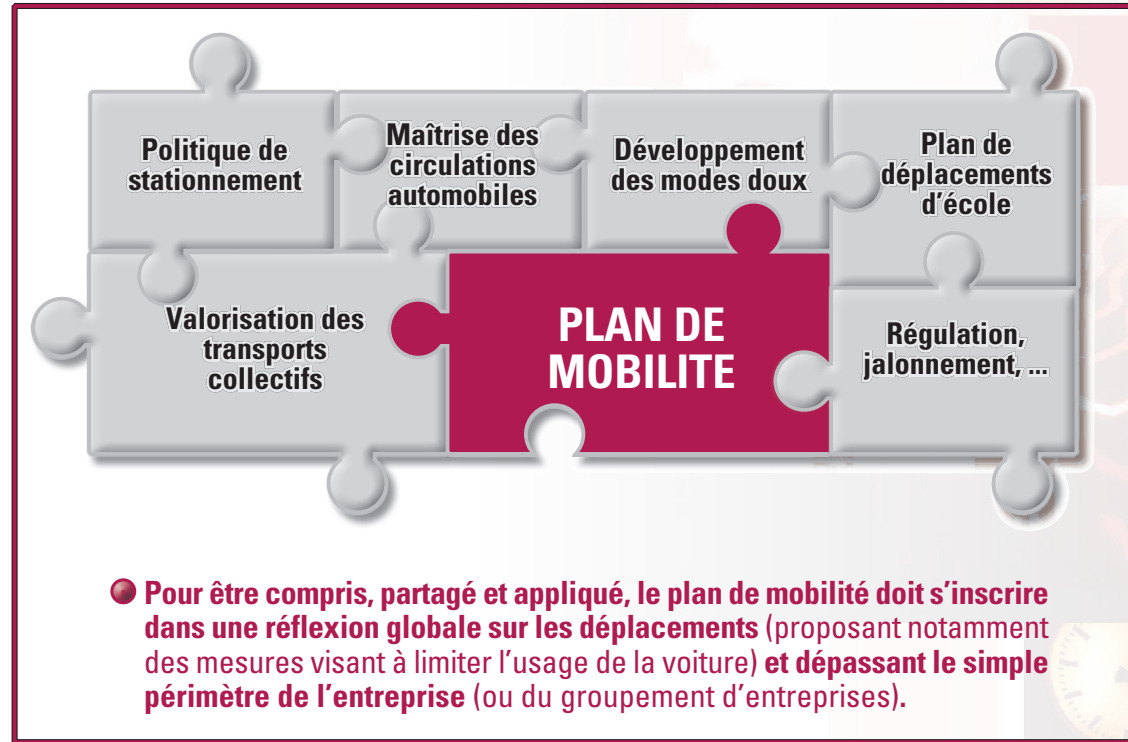 Politique de
stationnement
Maîtrise des
circulations
automobiles
Développement
des modes doux
Plan de
déplacements
d'école
Valorisation des
transports
collectifs
PLAN DE
MOBILITE
Régulation,
jalonnement, ...
Pour être compris, partagé et appliqué, le plan de mobilité doit s'inscrire
dans une réflexion globale sur les déplacements (proposant notamment
des mesures visant à limiter l'usage de la voiture) et dépassant le simple
périmètre de l'entreprise (ou du groupement d'entreprises).